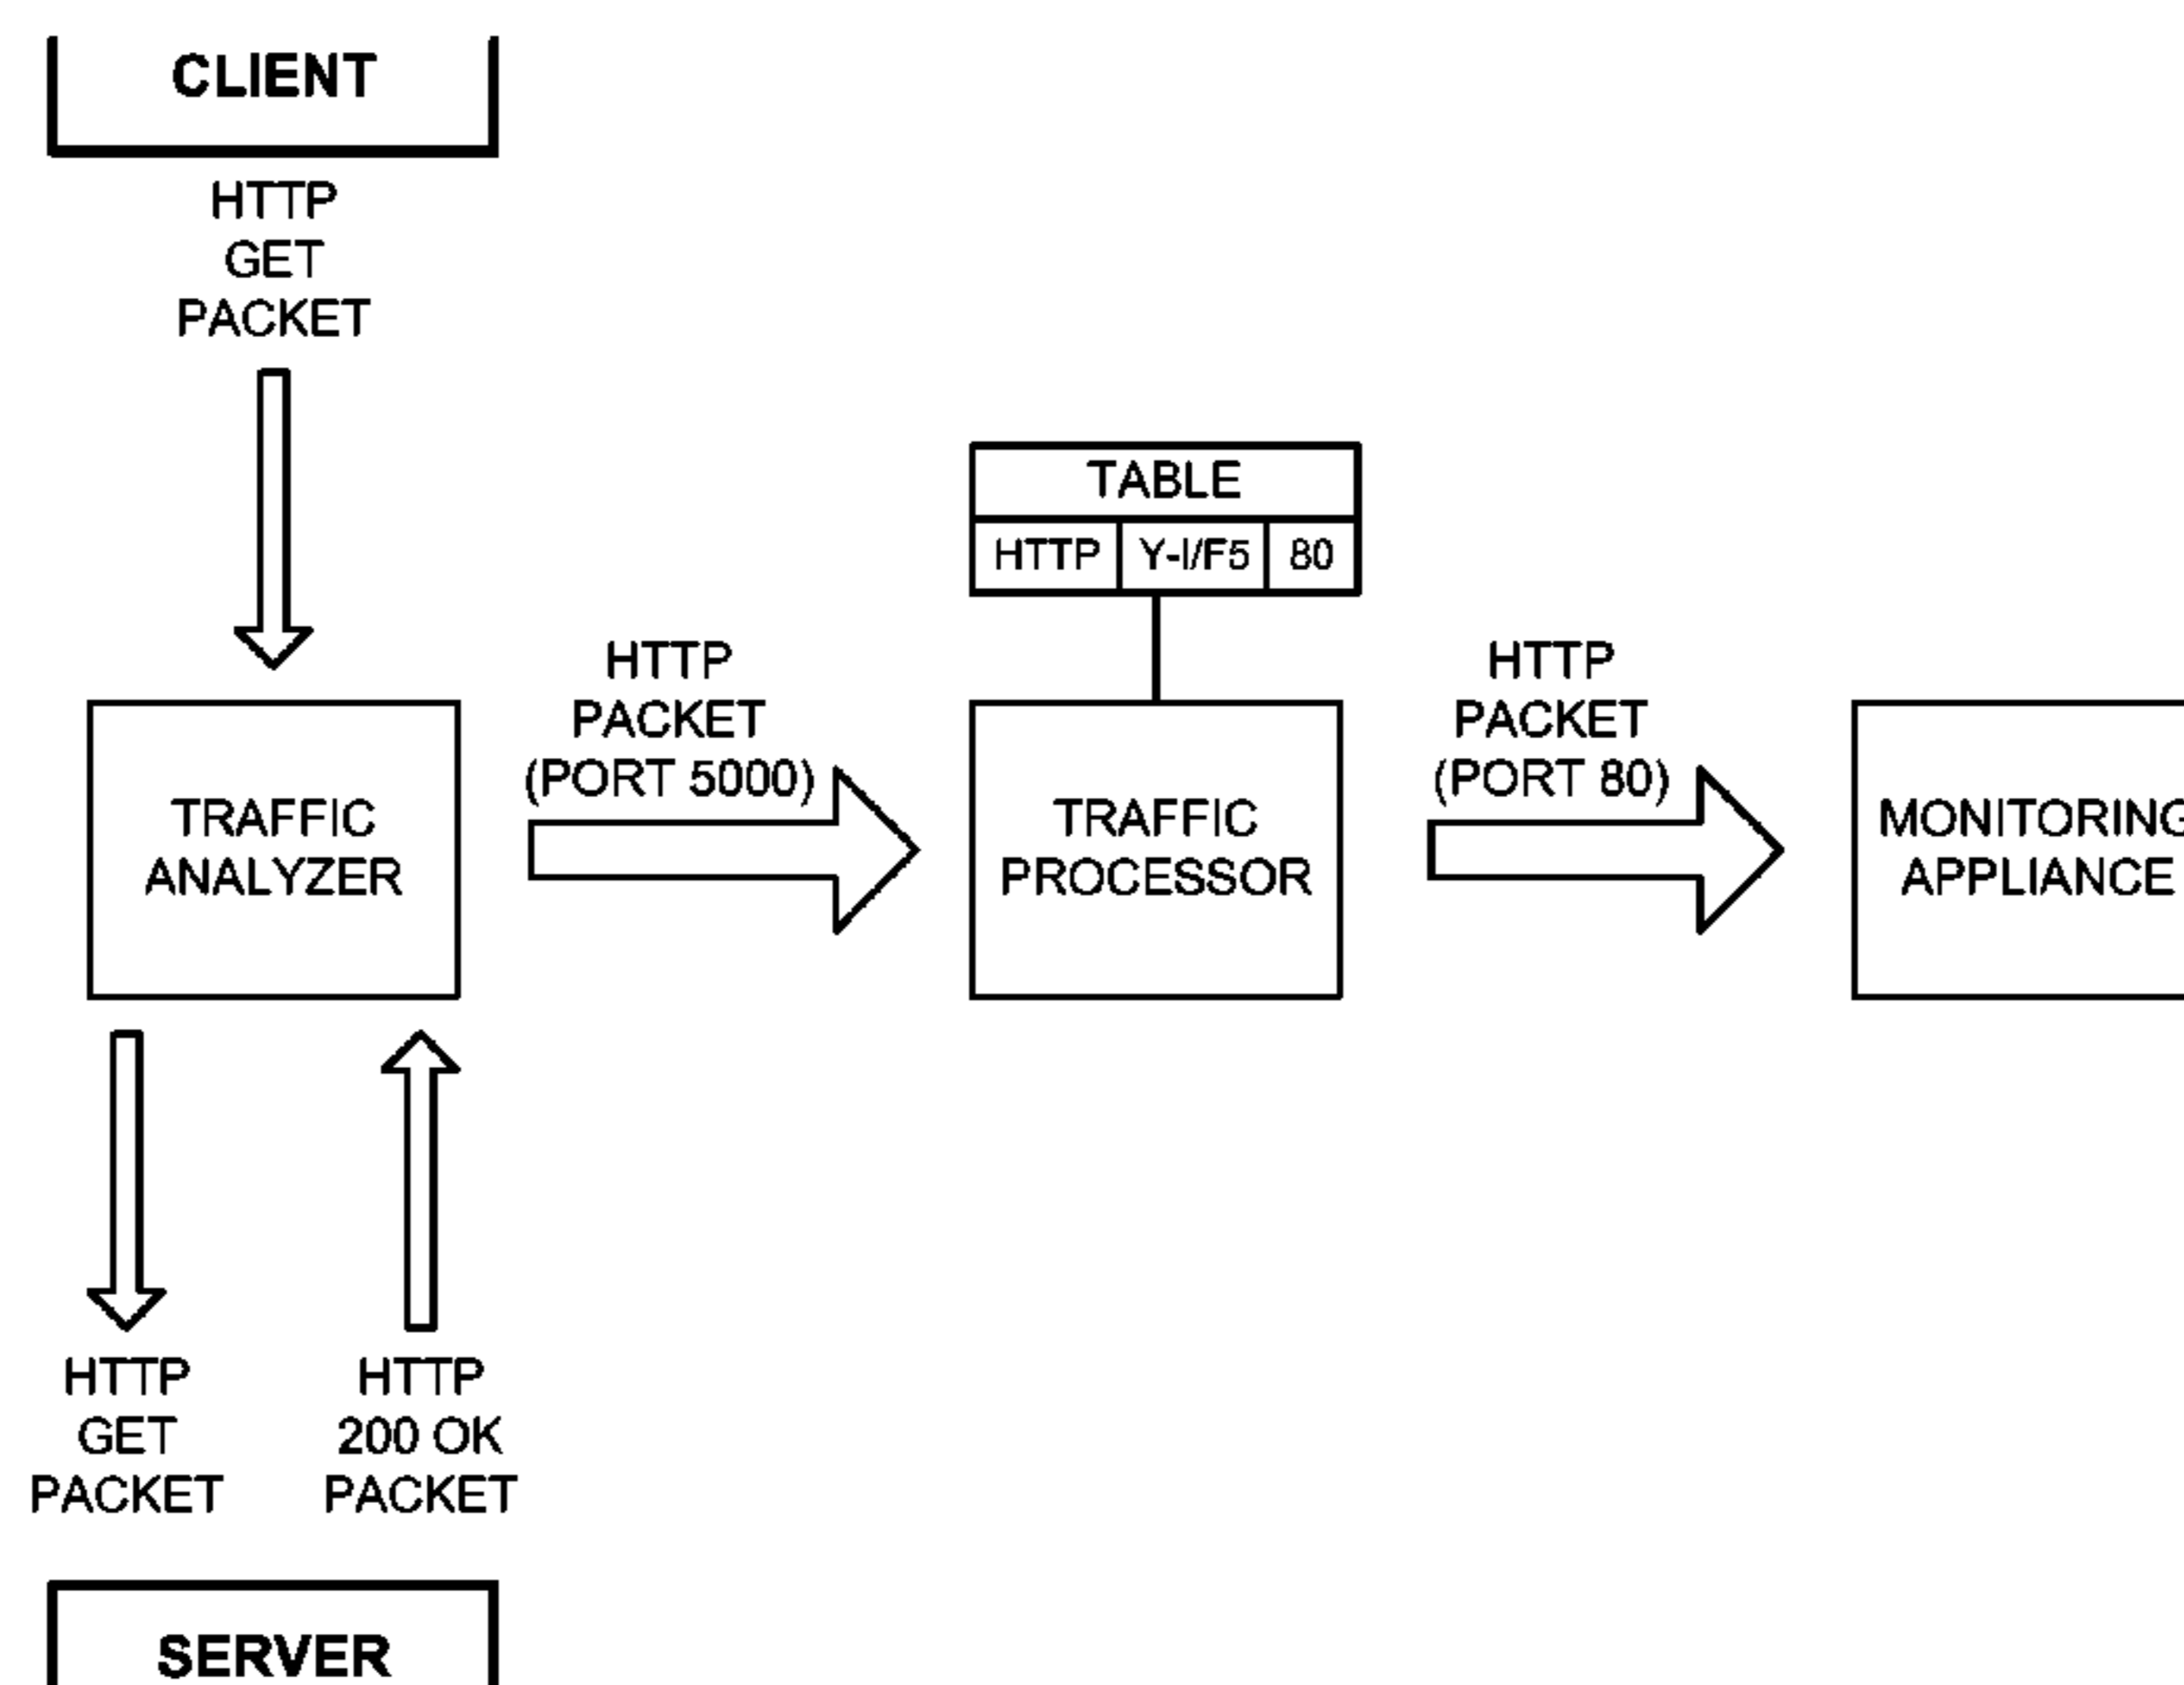 CLIENT
HTTP
GET
PACKET
TABLE
HTTP Y-I/F5 80
HTTP
PACKET
(PORT 5000)
HTTP
PACKET
(PORT 80)
TRAFFIC
ANALYZER
TRAFFIC
PROCESSOR
MONITORING
APPLIANCE
HTTP
GET
PACKET
HTTP
200 OK
PACKET
SERVER